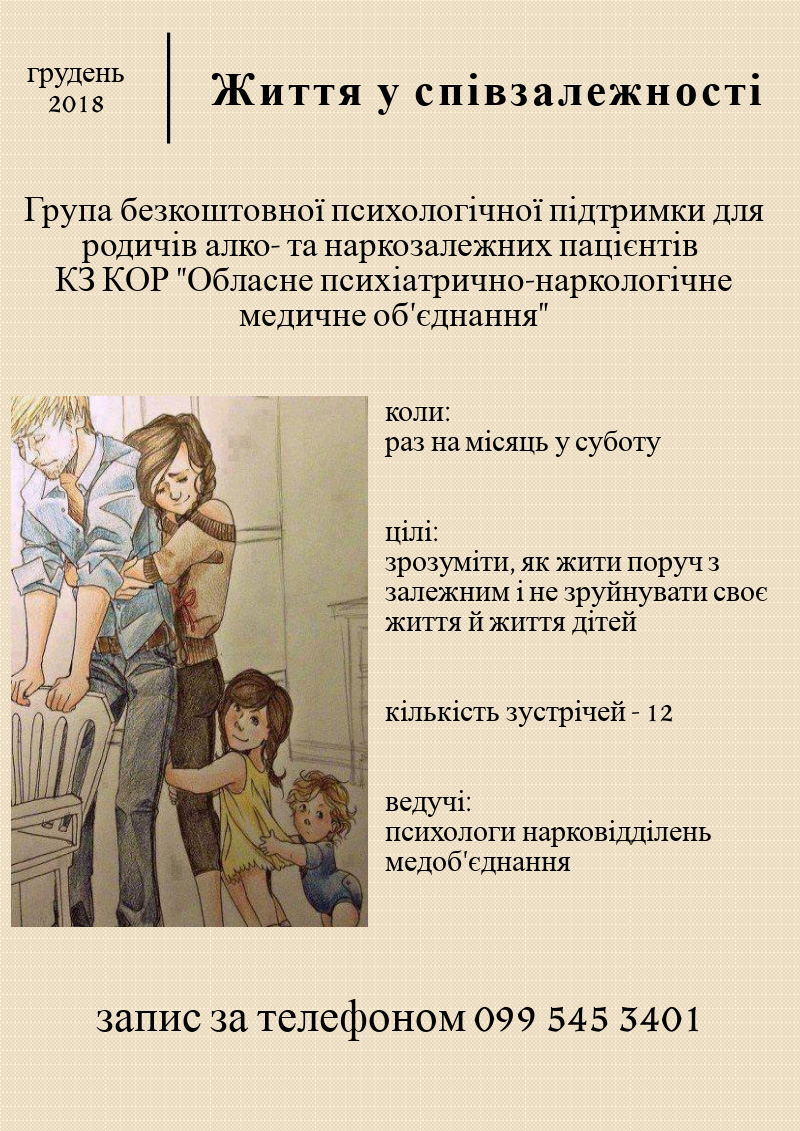 грудень
2018
Життя у співзалежності
Група безкоштовної психологічної підтримки для
родичів алко- та наркозалежних пацієнтів
КЗ КОР "Обласне психіатрично-наркологічне
медичне об'єднання"
коли:
раз на місяць у суботу
цілі:
зрозуміти, як жити поруч з
залежним і не зруйнувати своє
життя й життя дітей
кількість зустрічей - 12
ведучі:
психологи нарковідділень
медоб'єднання
запис за телефоном 099 545 3401